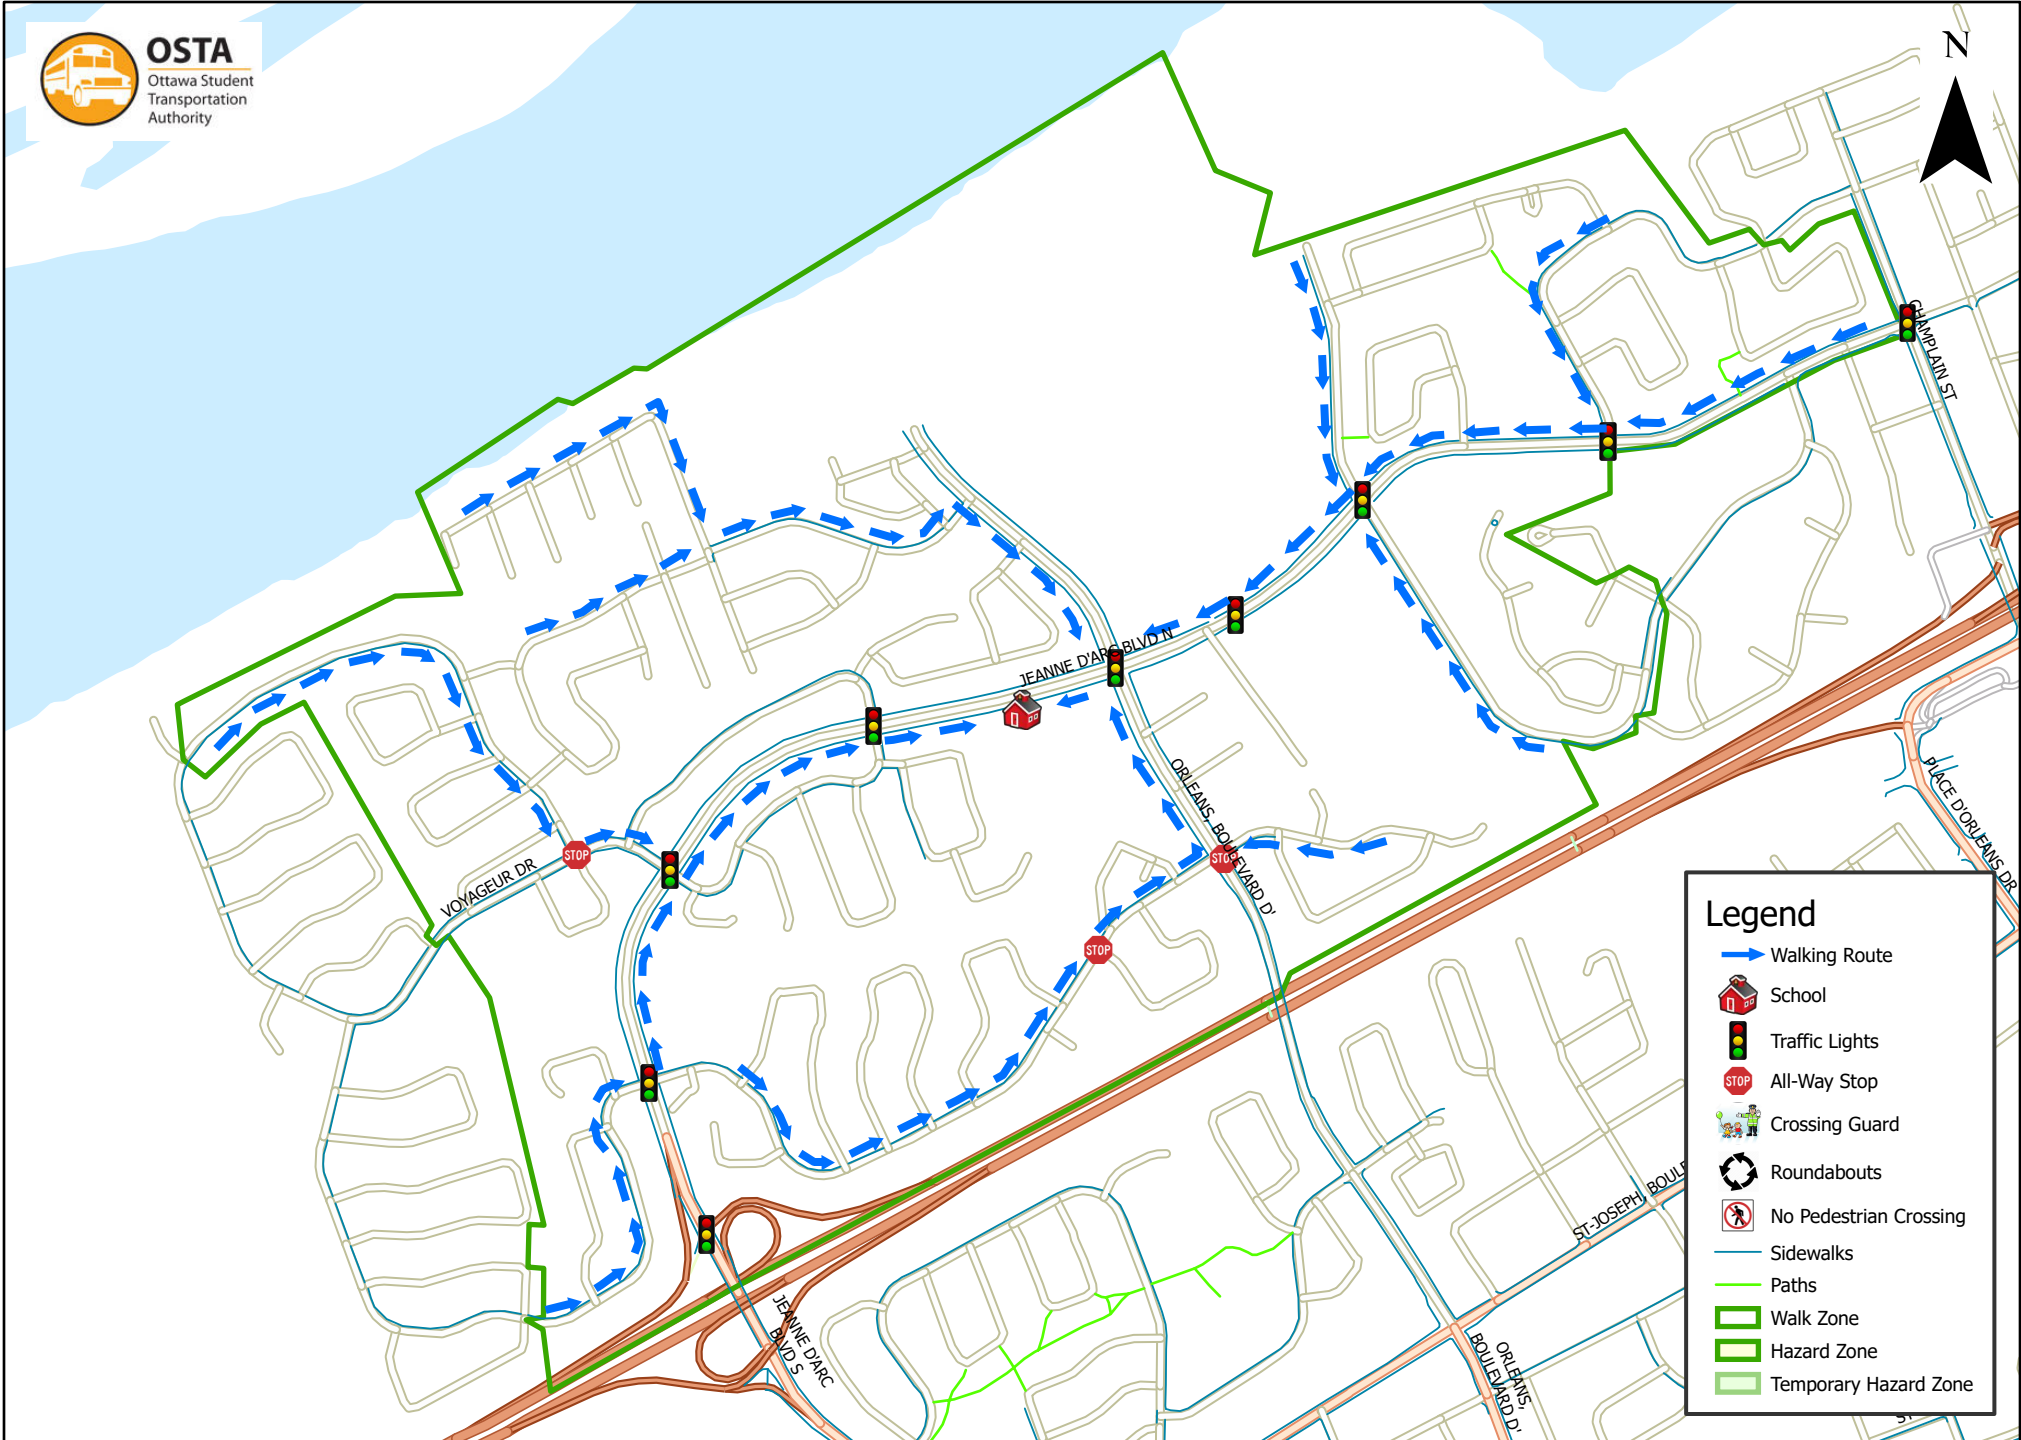 OSTA
Ottawa Student
Transportation
Authority
N
CHAMPLAIN ST
JEANNE D'ARC BLVD N
ORLEANS, BOULEVARD D'
VOYAGEUR DR
STOP
STOP
STOP
PLACE D'ORLEANS DR
JEANNE D'ARC
BLVD S
ST-JOSEPH, BOULE
ORLEANS,
BOULEVARD D'
Legend
Walking Route
School
Traffic Lights
STOP
All-Way Stop
Crossing Guard
Roundabouts
No Pedestrian Crossing
Sidewalks
Paths
Walk Zone
Hazard Zone
Temporary Hazard Zone